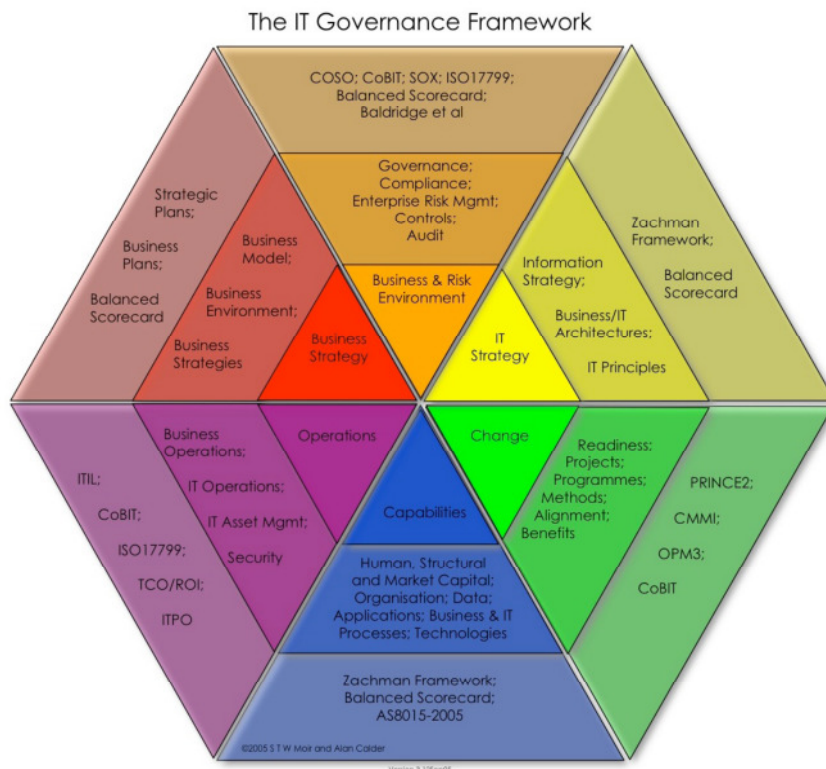 The IT Governance Framework
COSO; CoBIT; SOX; ISO17799;
Balanced Scorecard;
Baldridge et al
Governance;
Compliance;
Enterprise Risk Mgmt;
Controls;
Audit
Business & Risk
Environment
Strategic
Plans;
Business
Plans;
Balanced
Scorecard
Business
Model;
Business
Environment;
Business
Strategies
Business
Strategy
IT
Strategy
Information
Strategy;
Business/IT
Architectures;
IT Principles
Zachman
Framework;
Balanced
Scorecard
ITIL;
CoBIT;
ISO17799;
TCO/ROI;
ITPO
Business
Operations;
IT Operations;
IT Asset Mgmt;
Security
Operations
Capabilities
Human, Structural
and Market Capital;
Organisation; Data;
Applications; Business & IT
Processes; Technologies
Zachman Framework;
Balanced Scorecard;
AS8015-2005
Change
Readiness:
Projects;
Programmes;
Methods;
Alignment;
Benefits
PRINCE2;
CMMI;
OPM3;
CoBIT
©2005 S T W Moir and Alan Calder